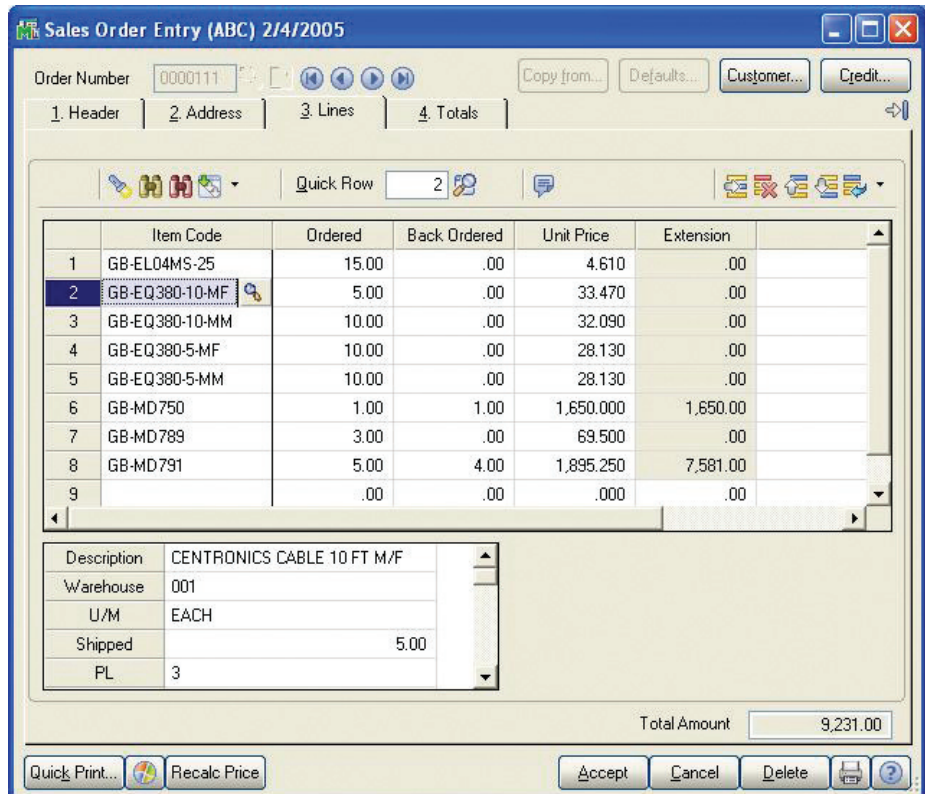 Sales Order Entry (ABC) 2/4/2005
Order Number 0000111 Copy from... Defaults... Customer... Credit...
1. Header 2. Address 3. Lines 4. Totals
Quick Row 2
Item Code Ordered Back Ordered Unit Price Extension
1 GB-EL04MS-25 15.00 .00 4.610 .00
2 GB-EQ380-10-MF 5.00 .00 33.470 .00
3 GB-EQ380-10-MM 10.00 .00 32.090 .00
4 GB-EQ380-5-MF 10.00 .00 28.130 .00
5 GB-EQ380-5-MM 10.00 .00 28.130 .00
6 GB-MD750 1.00 1.00 1,650.000 1,650.00
7 GB-MD789 3.00 .00 69.500 .00
8 GB-MD791 5.00 4.00 1,895.250 7,581.00
9 .00 .00 .000 .00
Description CENTRONICS CABLE 10 FT M/F
Warehouse 001
U/M EACH
Shipped 5.00
PL 3
Total Amount 9,231.00
Quick Print... Recalc Price Accept Cancel Delete ?